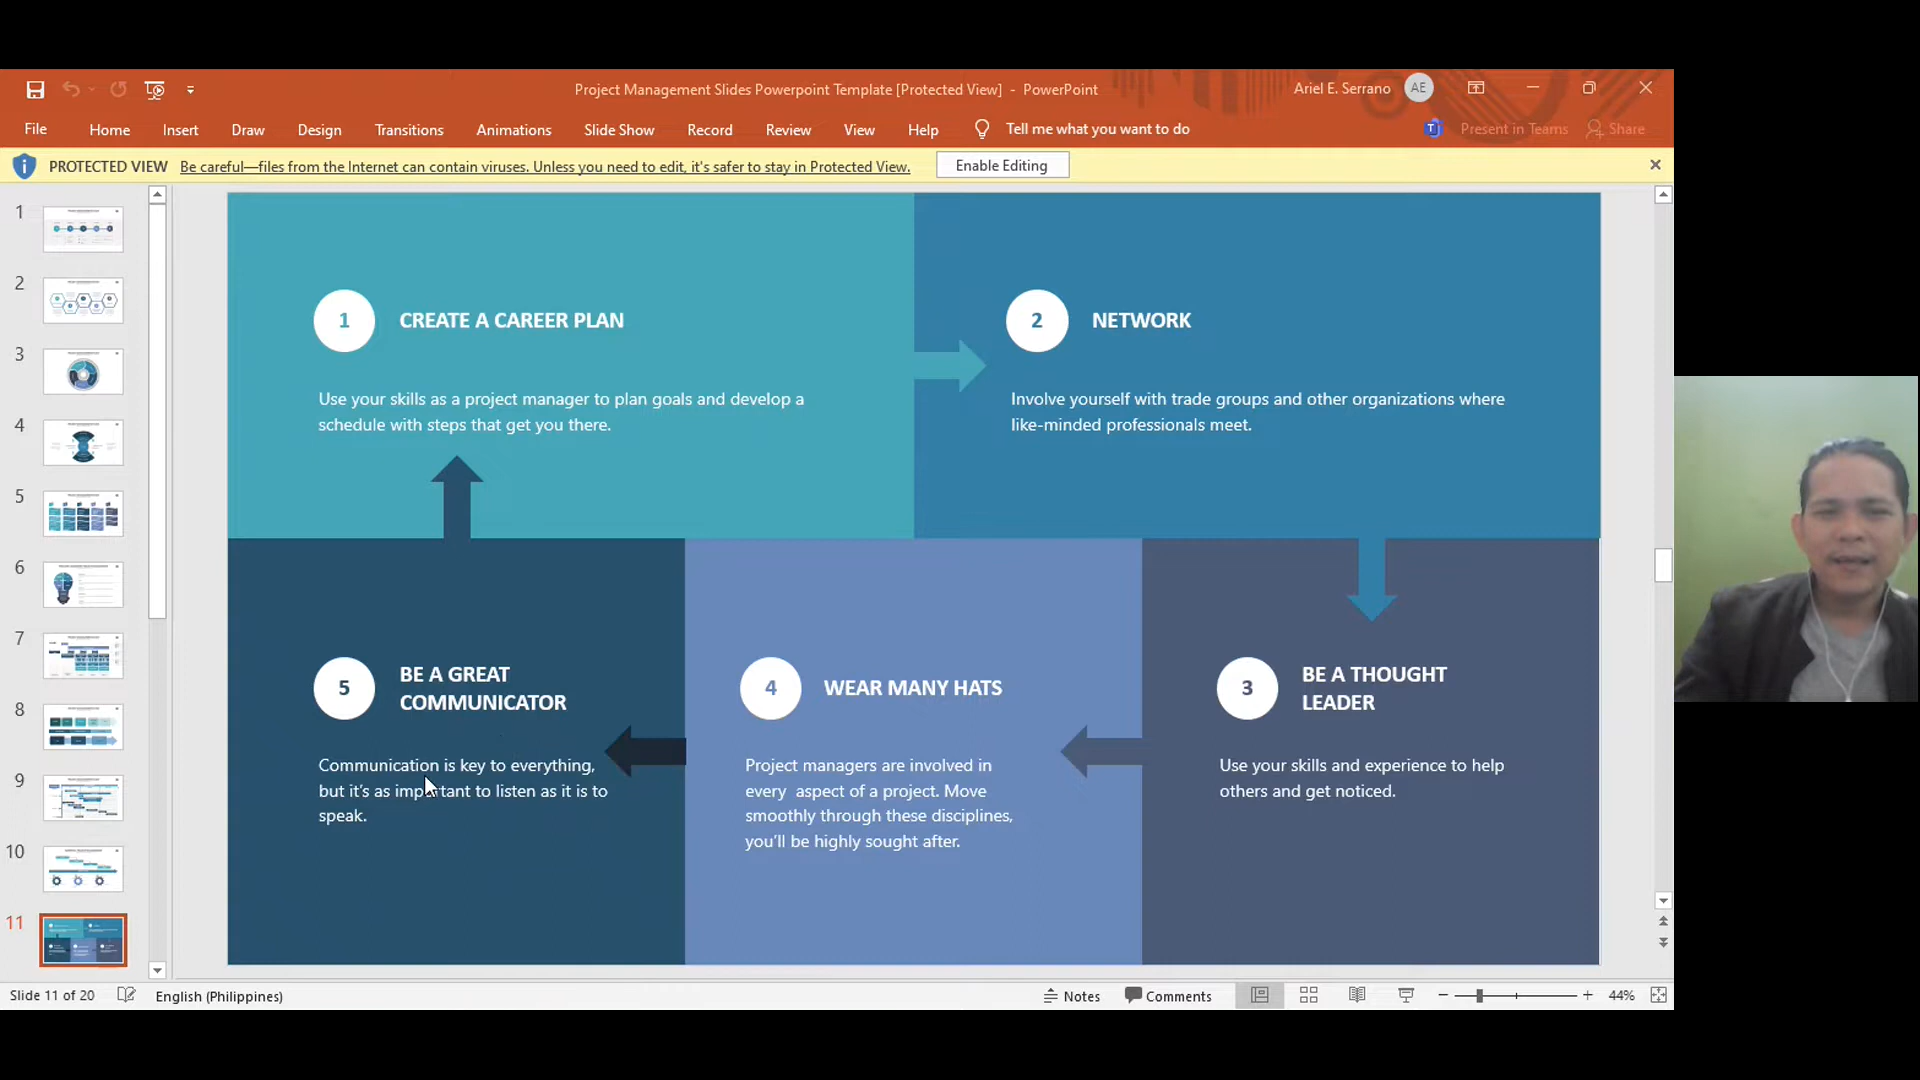 Project Management Slides Powerpoint Template [Protected View] - PowerPoint
Ariel E. Serrano
AE
File
Home
Insert
Draw
Design
Transitions
Animations
Slide Show
Record
Review
View
Help
Tell me what you want to do
Present in Teams
Share
PROTECTED VIEW
Be careful—files from the Internet can contain viruses. Unless you need to edit, it's safer to stay in Protected View.
Enable Editing
1
2
3
4
5
6
7
8
9
10
11
1
CREATE A CAREER PLAN
Use your skills as a project manager to plan goals and develop a
schedule with steps that get you there.
2
NETWORK
Involve yourself with trade groups and other organizations where
like-minded professionals meet.
5
BE A GREAT
COMMUNICATOR
Communication is key to everything,
but it's as important to listen as it is to
speak.
4
WEAR MANY HATS
Project managers are involved in
every  aspect of a project. Move
smoothly through these disciplines,
you'll be highly sought after.
3
BE A THOUGHT
LEADER
Use your skills and experience to help
others and get noticed.
Slide 11 of 20
English (Philippines)
Notes
Comments
44%